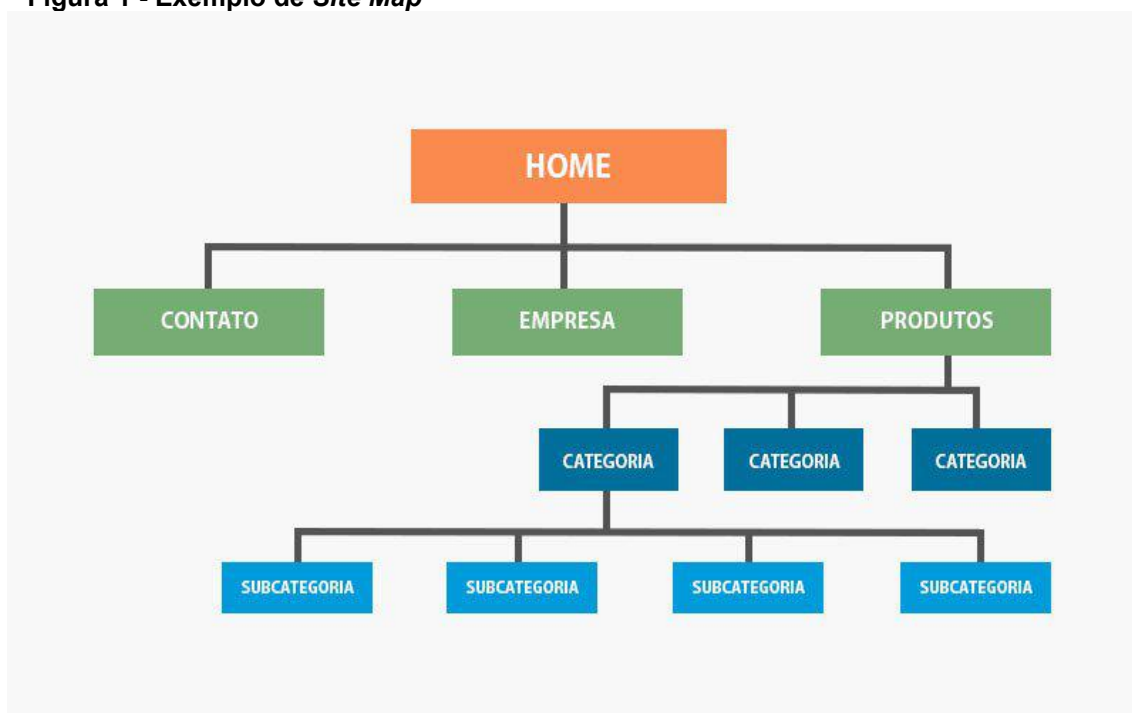 Figura 1 - Exemplo de Site Map
HOME
CONTATO EMPRESA PRODUTOS
CATEGORIA CATEGORIA CATEGORIA
SUBCATEGORIA SUBCATEGORIA SUBCATEGORIA SUBCATEGORIA